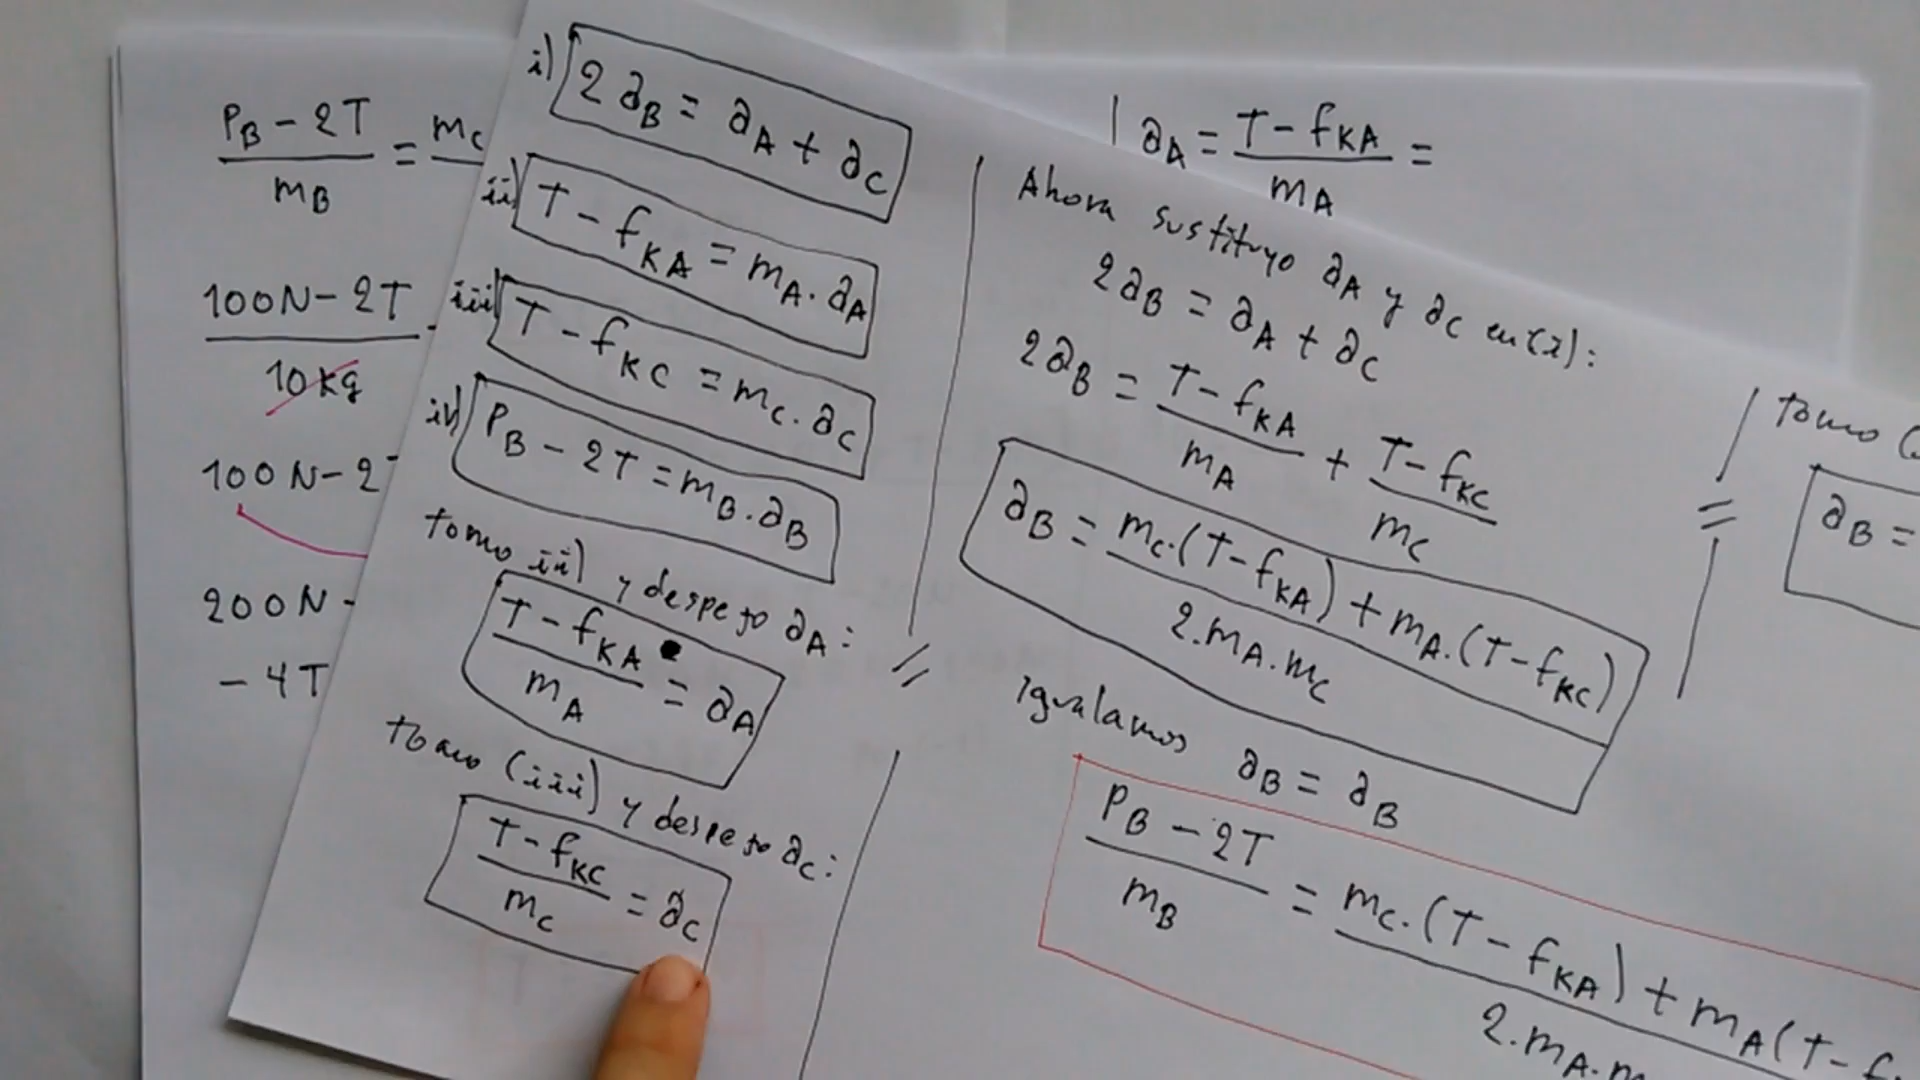 i) 2 a_B = a_A + a_C
ii) T - f_KA = m_A . a_A
iii) T - f_KC = m_C . a_C
iv) P_B - 2T = m_B . a_B
tomo ii) y despejo a_A :
(T - f_KA) / m_A = a_A
tomo (iii) y despejo a_C :
(T - f_KC) / m_C = a_C
Ahora sustituyo a_A y a_C en (i) :
2a_B = a_A + a_C
2a_B = (T - f_KA) / m_A + (T - f_KC) / m_C
a_B = (m_C.(T - f_KA) + m_A.(T - f_KC)) / 2.m_A.m_C
Igualamos a_B = a_B
(P_B - 2T) / m_B = m_C.(T - f_KA) + m_A(T - f / 2.m_A.m
tomo (
a_B =
(P_B - 2T) / m_B = m_C
100N - 2T
10kg
100N - 2T
200N -
- 4T
a_A = (T - f_KA) / m_A =